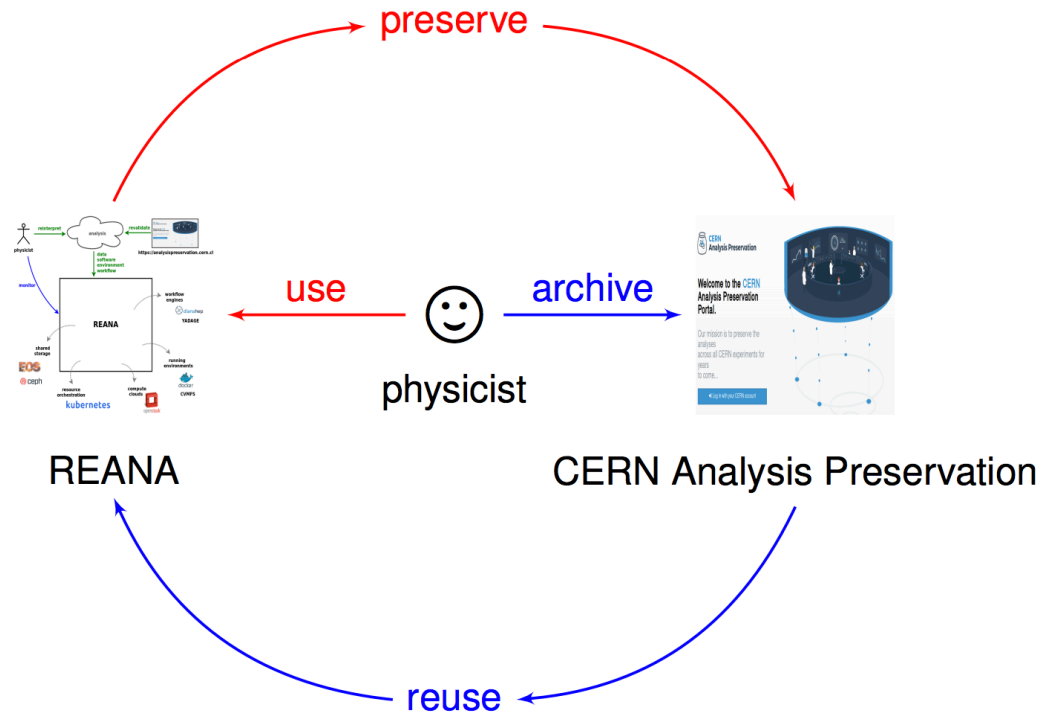 preserve
analysis
reinterpret
revalidate
physicist
https://analysispreservation.cern.c
data
software
environment
workflow
monitor
REANA
workflow
engines
dianahep
YADAGE
shared
storage
EOS
ceph
running
environments
docker
CVMFS
resource
orchestration
kubernetes
compute
clouds
openstack
use
physicist
archive
CERN
Analysis Preservation
Welcome to the CERN
Analysis Preservation
Portal.
Our mission is to preserve the
analyses
across all CERN experiments for
years
to come...
Log in with your CERN account
REANA
CERN Analysis Preservation
reuse